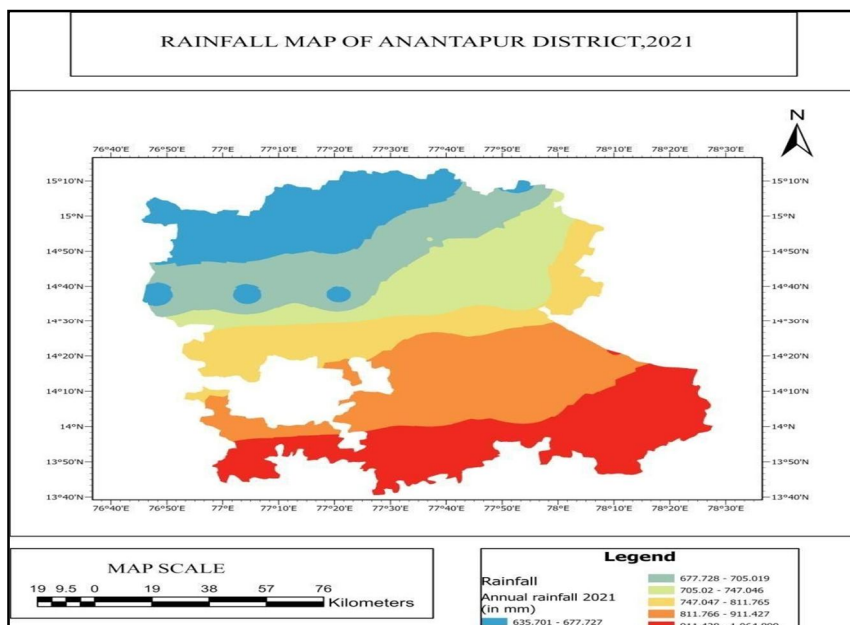 RAINFALL MAP OF ANANTAPUR DISTRICT,2021
N
76°40'E 76°50'E 77°E 77°10'E 77°20'E 77°30'E 77°40'E 77°50'E 78°E 78°10'E 78°20'E 78°30'E
15°10'N 15°10'N
15°N 15°N
14°50'N 14°50'N
14°40'N 14°40'N
14°30'N 14°30'N
14°20'N 14°20'N
14°10'N 14°10'N
14°N 14°N
13°50'N 13°50'N
13°40'N 13°40'N
76°40'E 76°50'E 77°E 77°10'E 77°20'E 77°30'E 77°40'E 77°50'E 78°E 78°10'E 78°20'E 78°30'E
MAP SCALE
19 9.5 0 19 38 57 76
Kilometers
Legend
Rainfall
Annual rainfall 2021
(in mm)
635.701 - 677.727
677.728 - 705.019
705.02 - 747.046
747.047 - 811.765
811.766 - 911.427